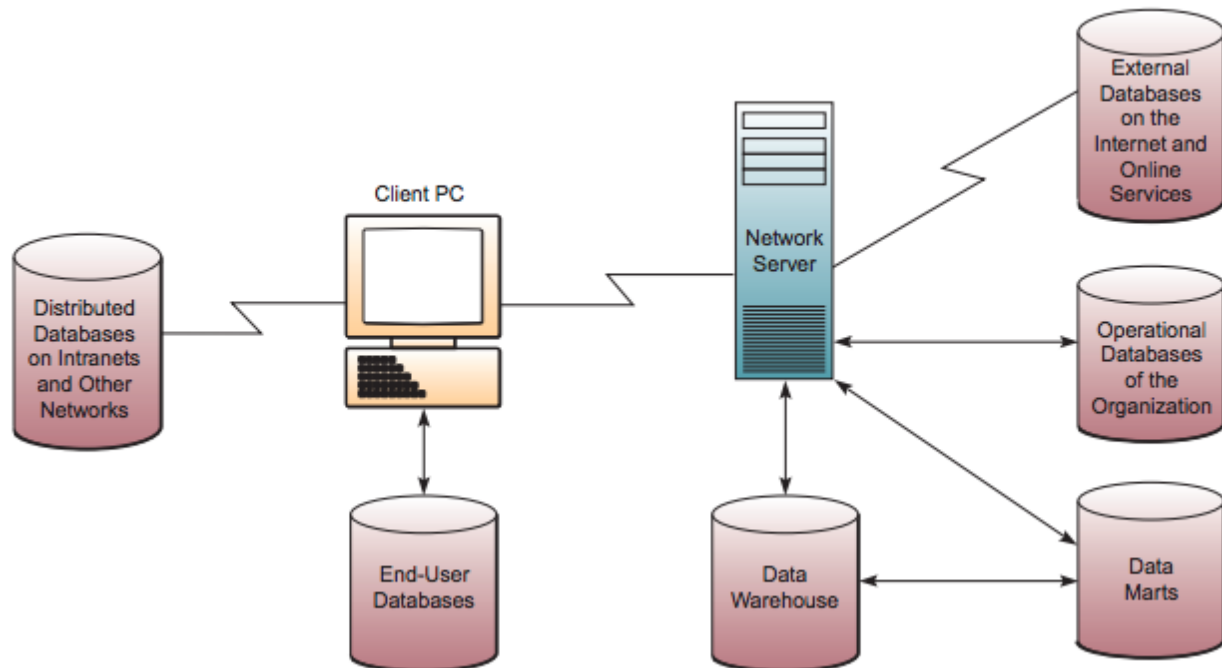 External
Databases
on the
Internet and
Online
Services
Client PC
Network
Server
Distributed
Databases
on Intranets
and Other
Networks
Operational
Databases
of the
Organization
End-User
Databases
Data
Warehouse
Data
Marts